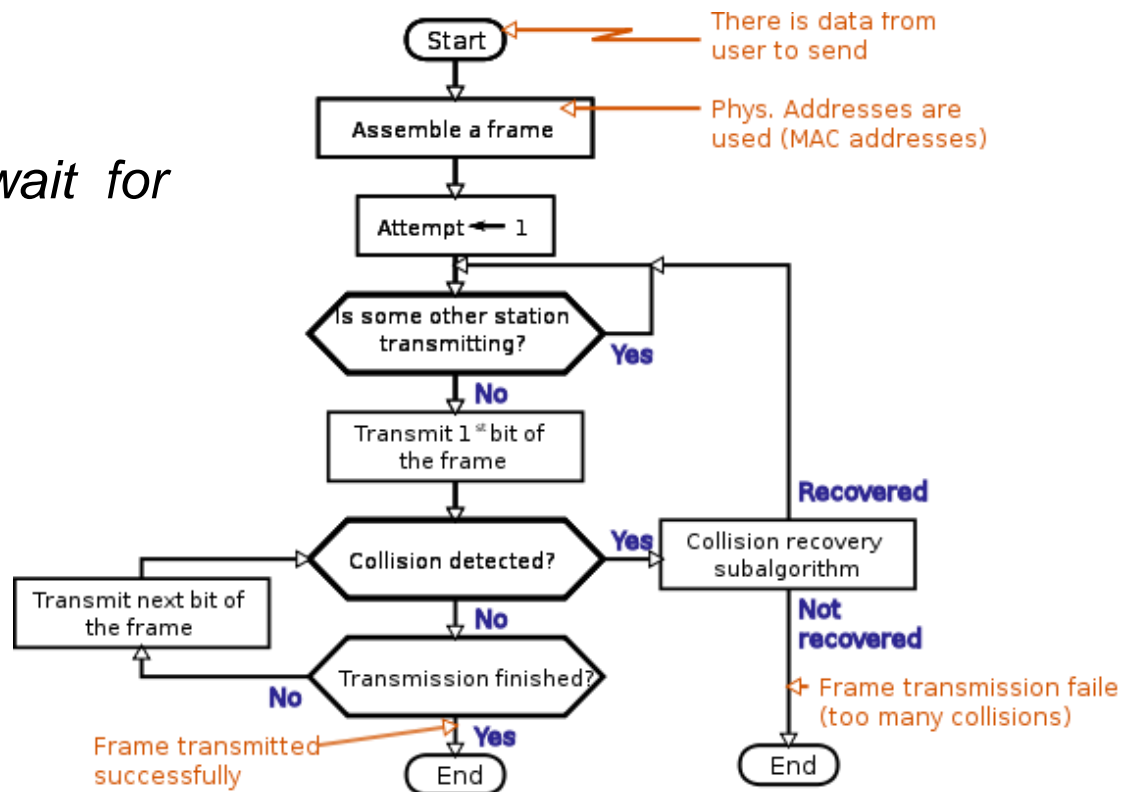 There is data from
user to send
Start
Phys. Addresses are
used (MAC addresses)
Assemble a frame
wait for
Attempt ← 1
Is some other station
transmitting?
Yes
No
Transmit 1st bit of
the frame
Recovered
Collision detected?
Yes
Collision recovery
subalgorithm
Transmit next bit of
the frame
No
Not
recovered
Transmission finished?
No
Frame transmission faile
(too many collisions)
Yes
Frame transmitted
successfully
End
End